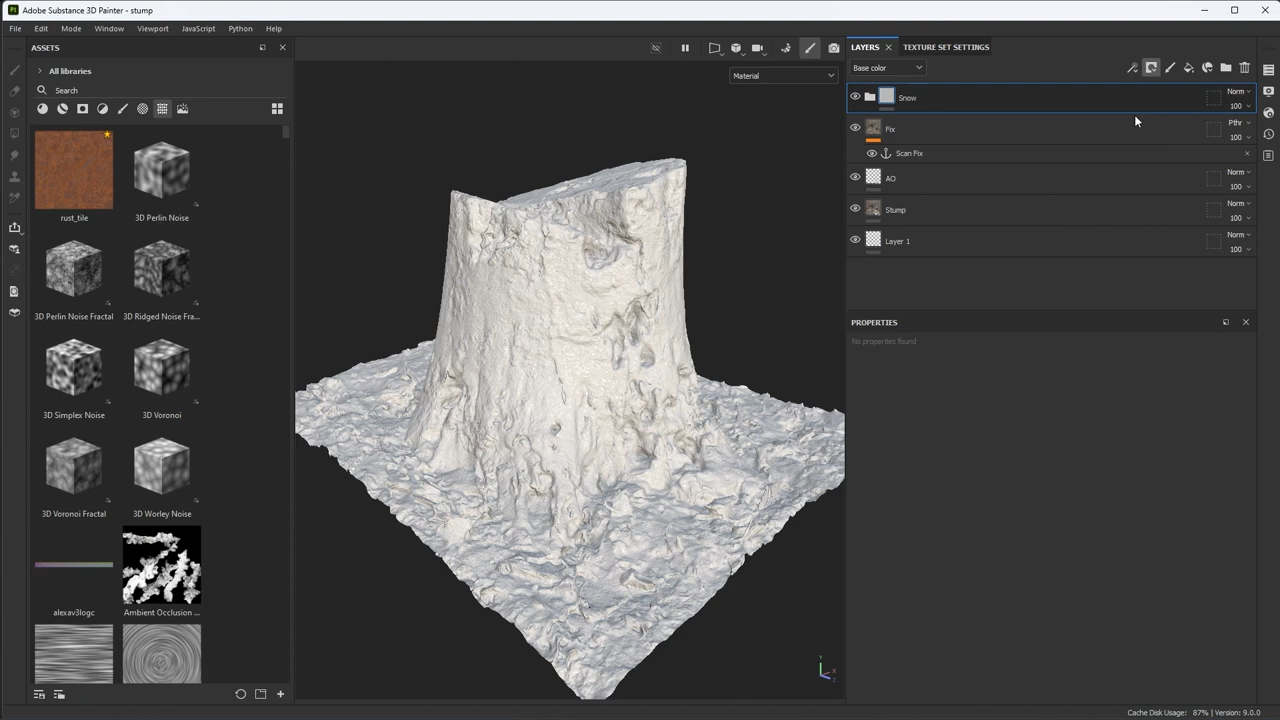 Adobe Substance 3D Painter - stump
File Edit Mode Window Viewport JavaScript Python Help
ASSETS
All libraries
Search
rust_tile
3D Perlin Noise
3D Perlin Noise Fractal
3D Ridged Noise Fra...
3D Simplex Noise
3D Voronoi
3D Voronoi Fractal
3D Worley Noise
alexav3logc
Ambient Occlusion ...
Material
LAYERS
TEXTURE SET SETTINGS
Base color
Snow
Norm
100
Fix
Pthr
100
Scan Fix
AO
Norm
100
Stump
Norm
100
Layer 1
Norm
100
PROPERTIES
No properties found
Y
X
Z
Cache Disk Usage: 87% | Version: 9.0.0